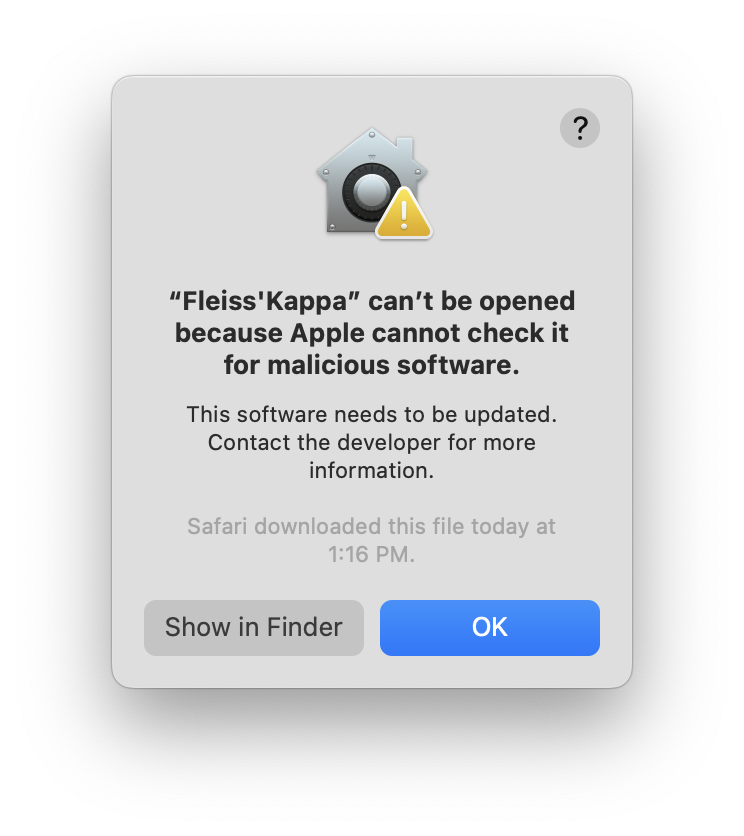 ?
“Fleiss'Kappa” can’t be opened
because Apple cannot check it
for malicious software.
This software needs to be updated.
Contact the developer for more
information.
Safari downloaded this file today at
1:16 PM.
Show in Finder
OK